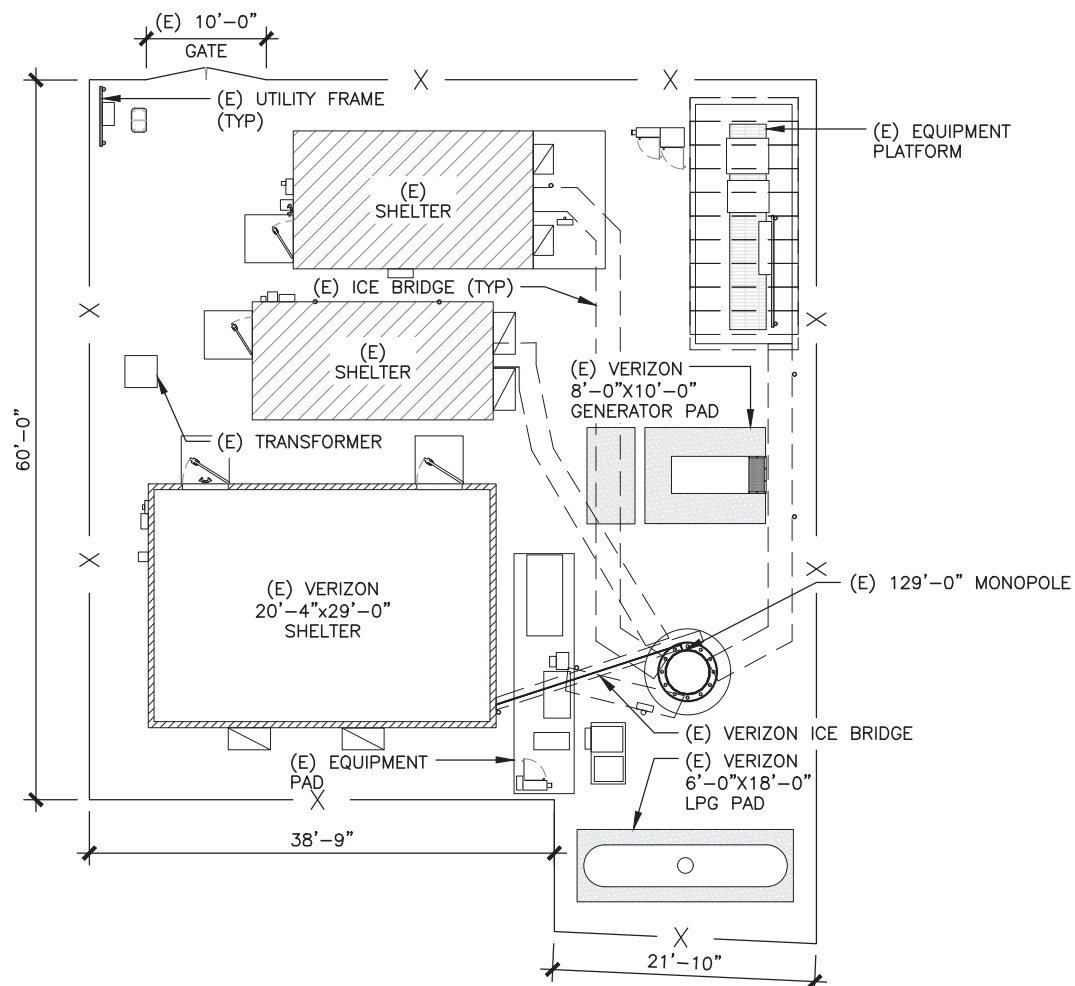 (E) 10'-0"
GATE
(E) UTILITY FRAME
(TYP)
(E) EQUIPMENT
PLATFORM
(E)
SHELTER
(E) ICE BRIDGE (TYP)
(E)
SHELTER
(E) VERIZON
8'-0"X10'-0"
GENERATOR PAD
60'-0"
(E) TRANSFORMER
(E) VERIZON
20'-4"x29'-0"
SHELTER
(E) 129'-0" MONOPOLE
(E) VERIZON ICE BRIDGE
(E) EQUIPMENT
PAD
(E) VERIZON
6'-0"X18'-0"
LPG PAD
38'-9"
21'-10"